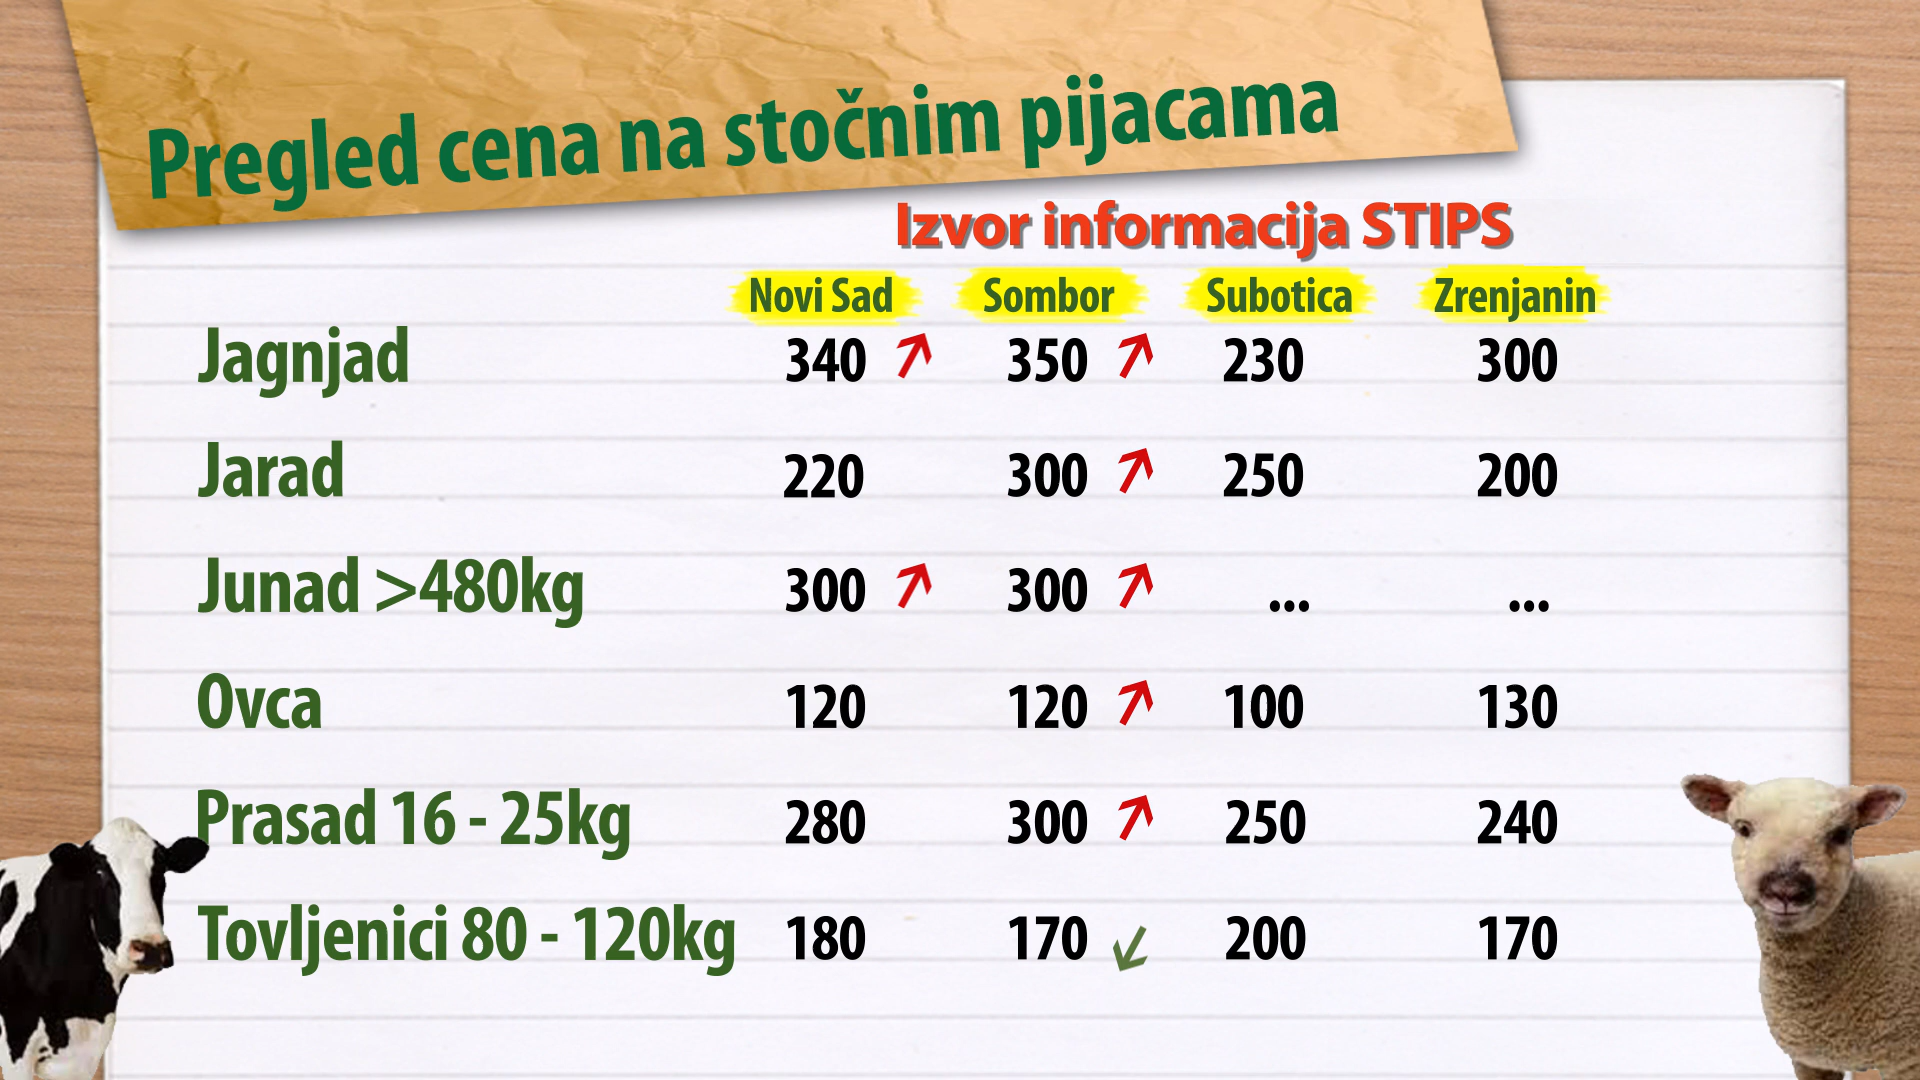 Pregled cena na stočnim pijacama
Izvor informacija STIPS
Novi Sad Sombor Subotica Zrenjanin
Jagnjad 340 350 230 300
Jarad 220 300 250 200
Junad >480kg 300 300 ... ...
Ovca 120 120 100 130
Prasad 16 - 25kg 280 300 250 240
Tovljenici 80 - 120kg 180 170 200 170